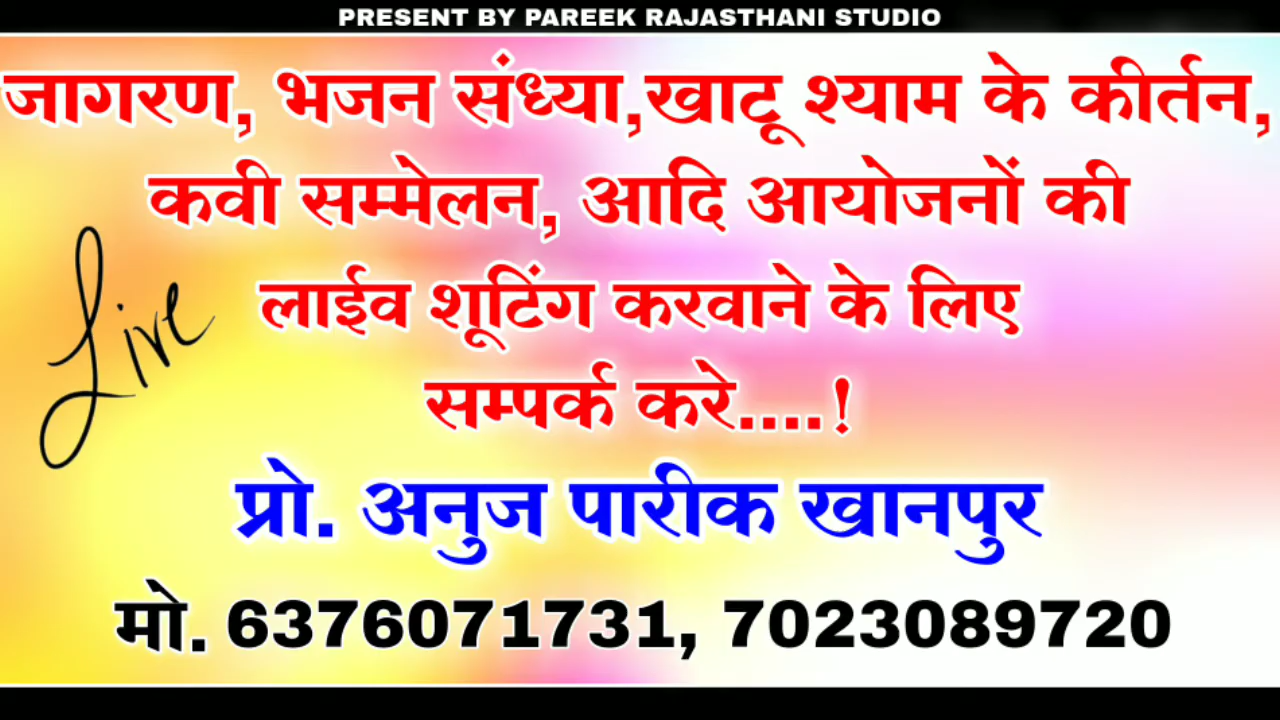 PRESENT BY PAREEK RAJASTHANI STUDIO
जागरण, भजन संध्या,खाटू श्याम के कीर्तन,
कवी सम्मेलन, आदि आयोजनों की
Live
लाईव शूटिंग करवाने के लिए
सम्पर्क करे....!
प्रो. अनुज पारीक खानपुर
मो. 6376071731, 7023089720